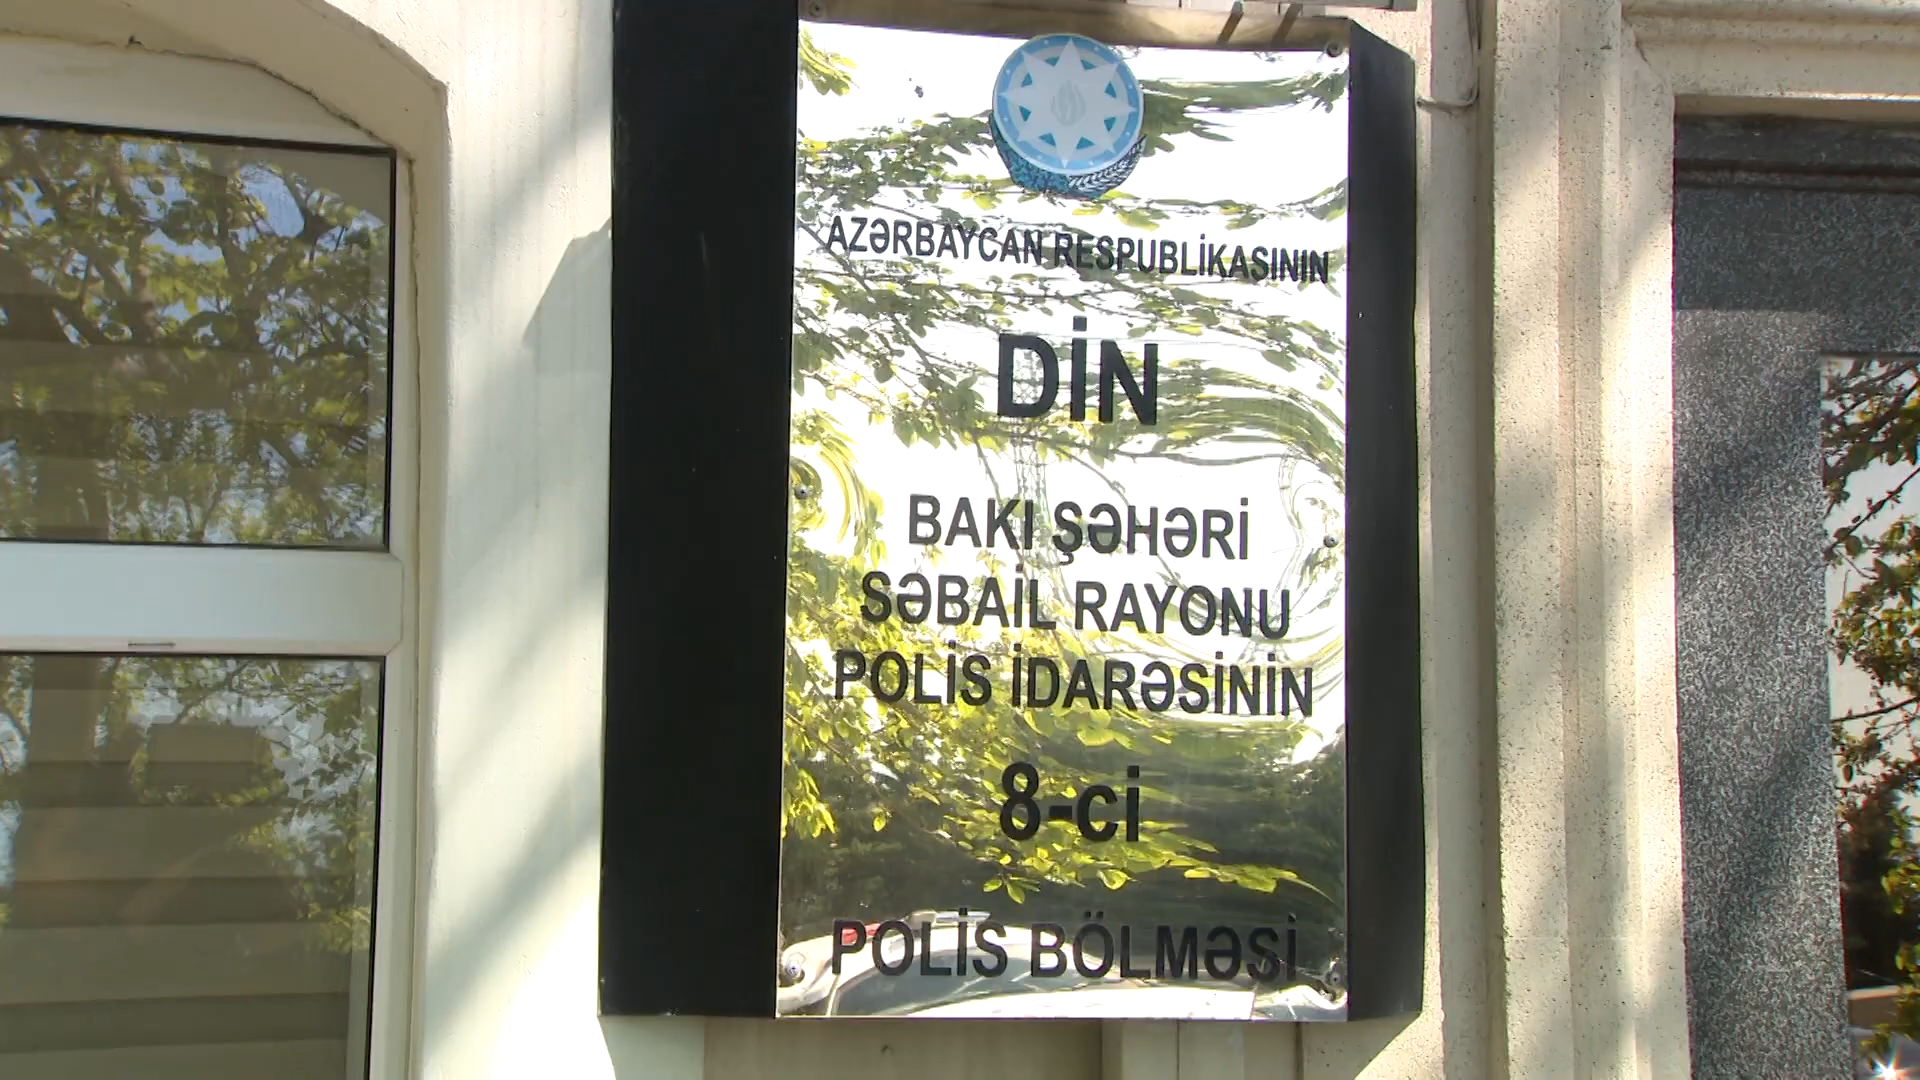 AZƏRBAYCAN RESPUBLİKASININ
DİN
BAKI ŞƏHƏRİ
SƏBAİL RAYONU
POLİS İDARƏSİNİN
8-ci
POLİS BÖLMƏSİ